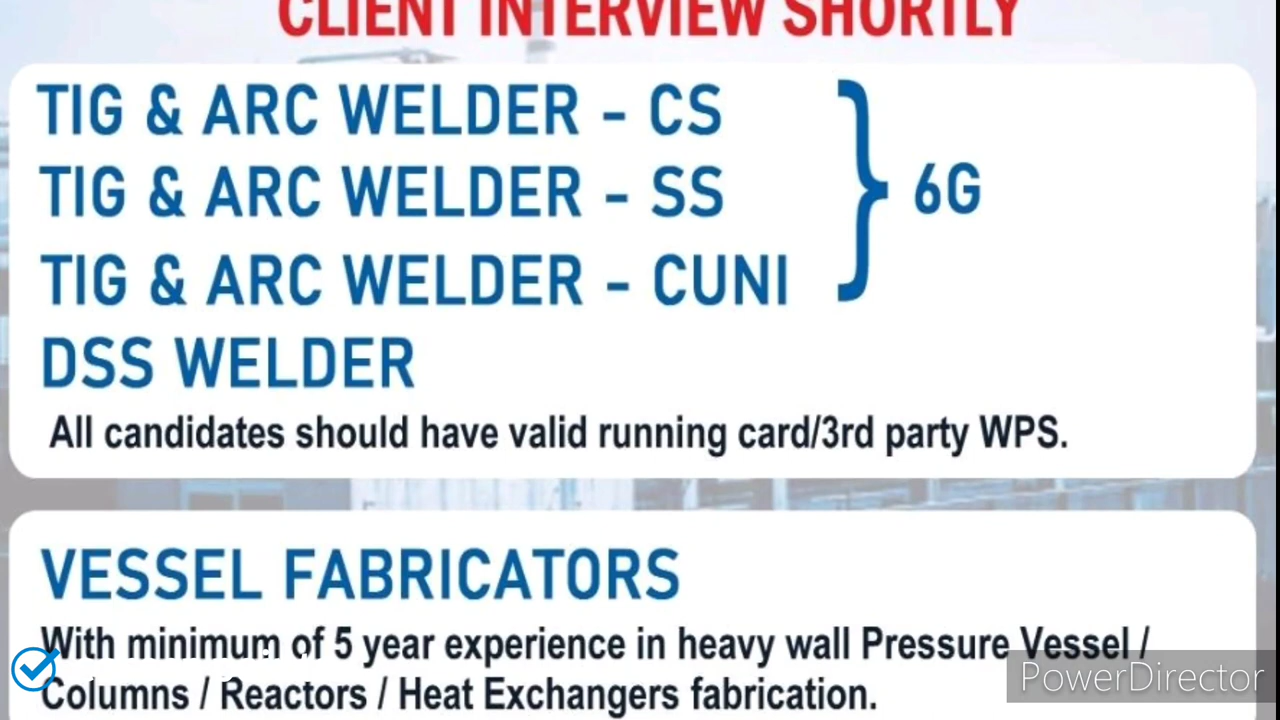 CLIENT INTERVIEW SHORTLY
TIG & ARC WELDER - CS
TIG & ARC WELDER - SS
TIG & ARC WELDER - CUNI
} 6G
DSS WELDER
All candidates should have valid running card/3rd party WPS.
VESSEL FABRICATORS
With minimum of 5 year experience in heavy wall Pressure Vessel /
Columns / Reactors / Heat Exchangers fabrication.
PowerDirector